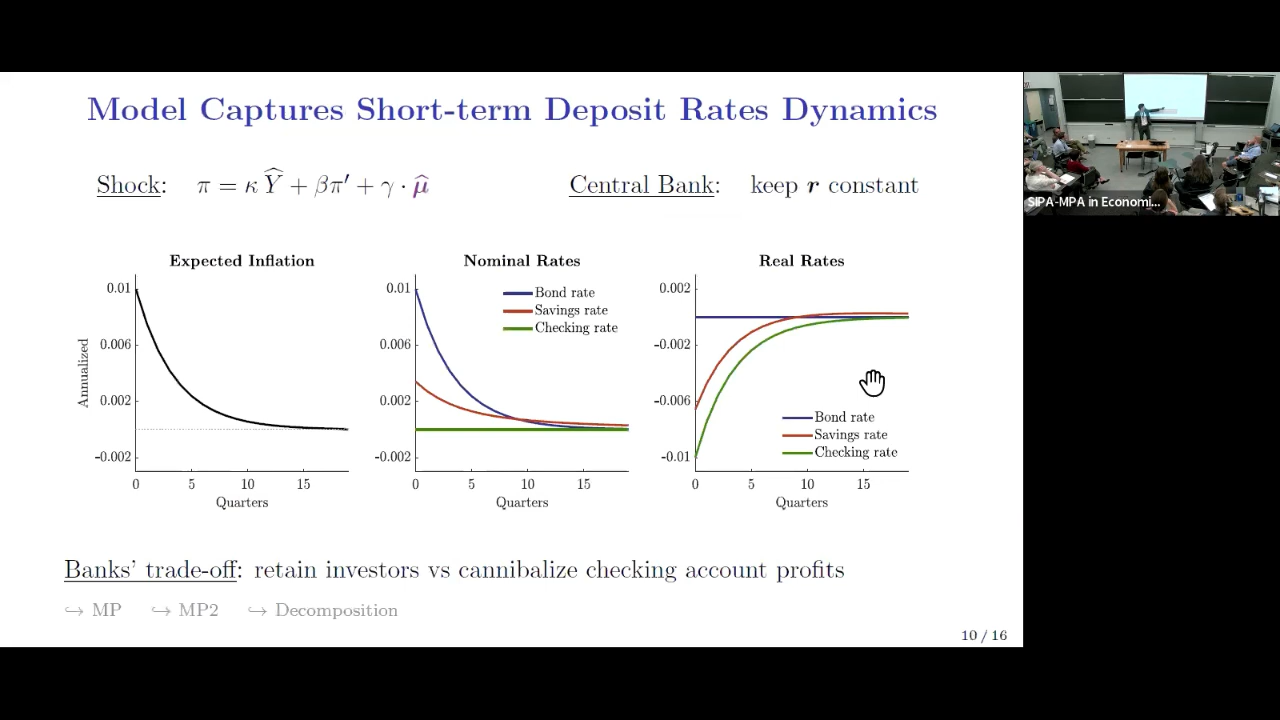 Model Captures Short-term Deposit Rates Dynamics
Shock: π = κ Ŷ + βπ′ + γ · μ̂
Central Bank: keep r constant
Expected Inflation
Annualized
0.01
0.006
0.002
-0.002
0 5 10 15
Quarters
Nominal Rates
0.01
0.006
0.002
-0.002
Bond rate
Savings rate
Checking rate
0 5 10 15
Quarters
Real Rates
0.002
-0.002
-0.006
-0.01
Bond rate
Savings rate
Checking rate
0 5 10 15
Quarters
Banks' trade-off: retain investors vs cannibalize checking account profits
↪ MP ↪ MP2 ↪ Decomposition
10 / 16
SIPA-MPA in Economi...